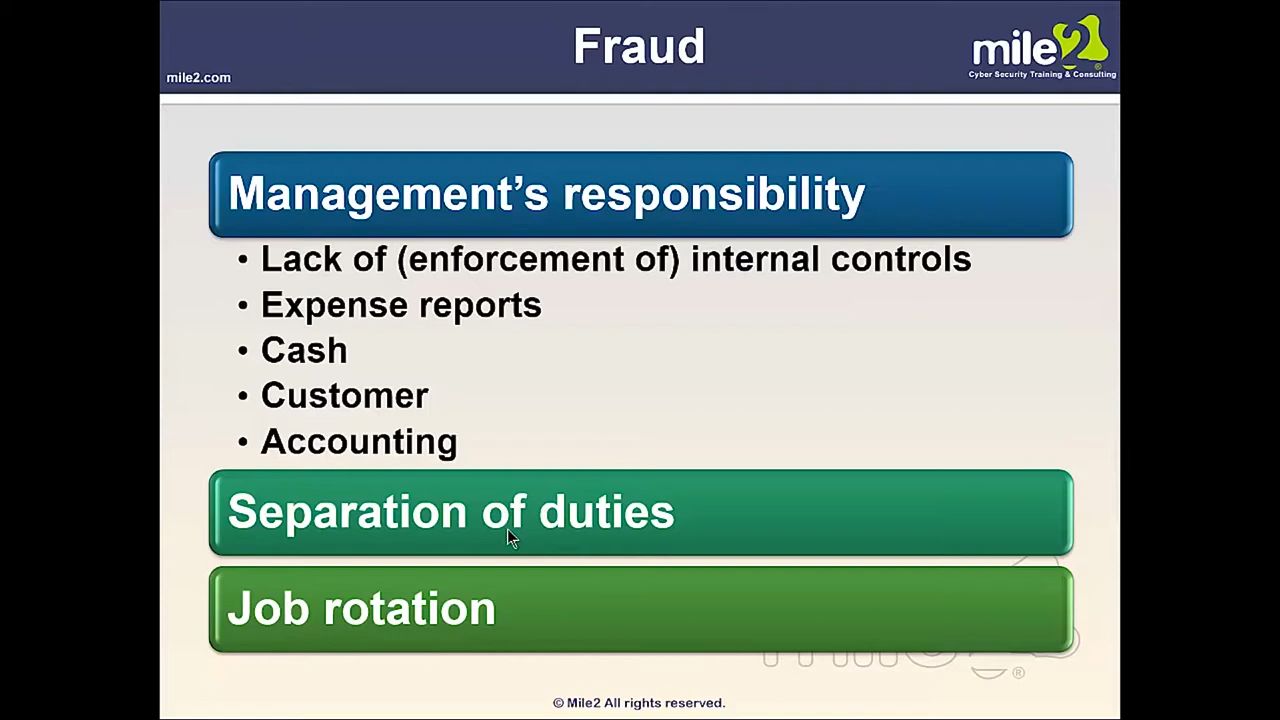 Fraud
mile2
Cyber Security Training & Consulting
mile2.com
Management’s responsibility
• Lack of (enforcement of) internal controls
• Expense reports
• Cash
• Customer
• Accounting
Separation of duties
Job rotation
mile2®
© Mile2 All rights reserved.